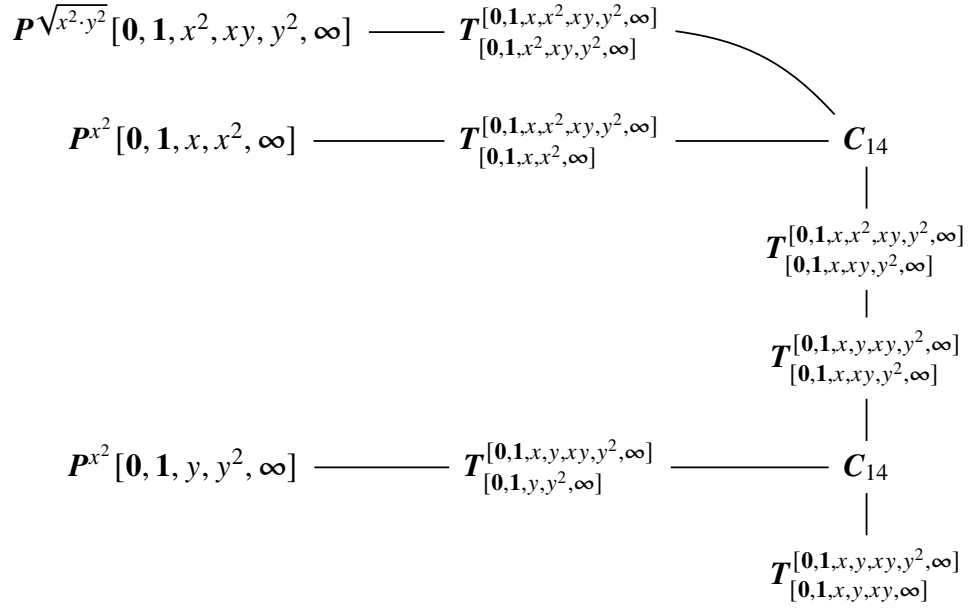 P^{\sqrt{x^2·y^2}}[0, 1, x^2, xy, y^2, ∞] T^{[0,1,x,x^2,xy,y^2,∞]}_{[0,1,x^2,xy,y^2,∞]}
P^{x^2}[0, 1, x, x^2, ∞] T^{[0,1,x,x^2,xy,y^2,∞]}_{[0,1,x,x^2,∞]} C_{14}
T^{[0,1,x,x^2,xy,y^2,∞]}_{[0,1,x,xy,y^2,∞]}
T^{[0,1,x,y,xy,y^2,∞]}_{[0,1,x,xy,y^2,∞]}
P^{x^2}[0, 1, y, y^2, ∞] T^{[0,1,x,y,xy,y^2,∞]}_{[0,1,y,y^2,∞]} C_{14}
T^{[0,1,x,y,xy,y^2,∞]}_{[0,1,x,y,xy,∞]}